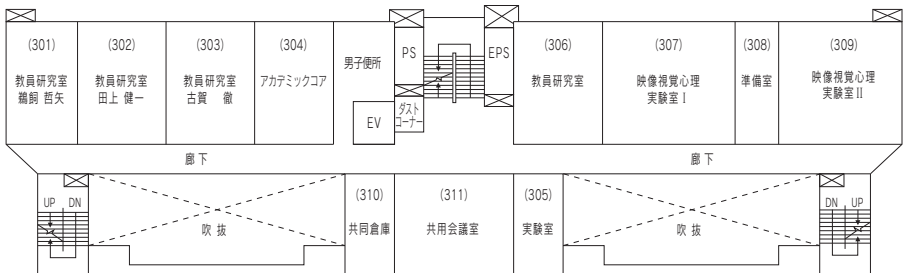 (301)
教員研究室
鵜飼 哲矢
(302)
教員研究室
田上 健一
(303)
教員研究室
古賀 徹
(304)
アカデミックコア
男子便所
PS
EPS
ダスト
コーナー
EV
(306)
教員研究室
(307)
映像視覚心理
実験室Ⅰ
(308)
準備室
(309)
映像視覚心理
実験室Ⅱ
廊下
廊下
UP DN
吹抜
(310)
共同倉庫
(311)
共用会議室
(305)
実験室
吹抜
DN UP